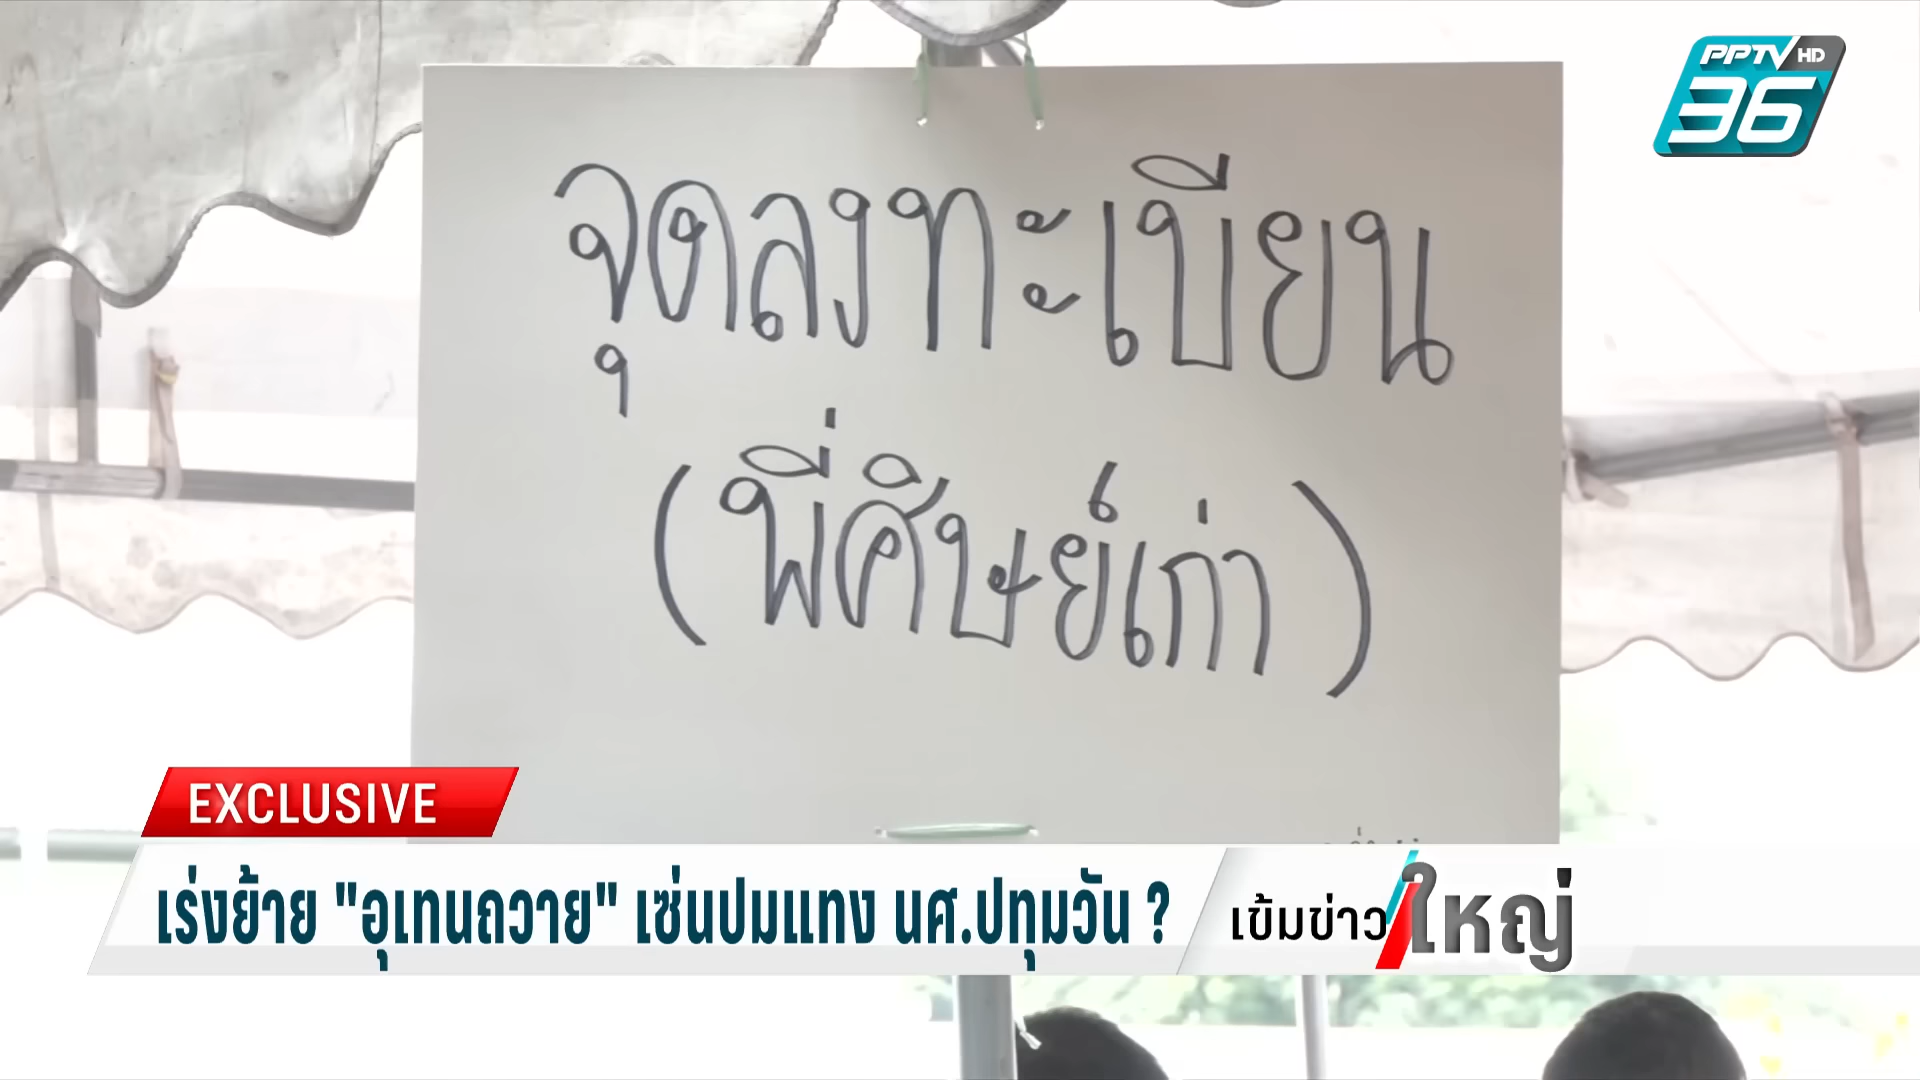 PPTV HD
36
จุดลงทะเบียน
(พี่ศิษย์เก่า)
EXCLUSIVE
เร่งย้าย "อุเทนถวาย" เซ่นปมแทง นศ.ปทุมวัน ?
เข้มข่าวใหญ่